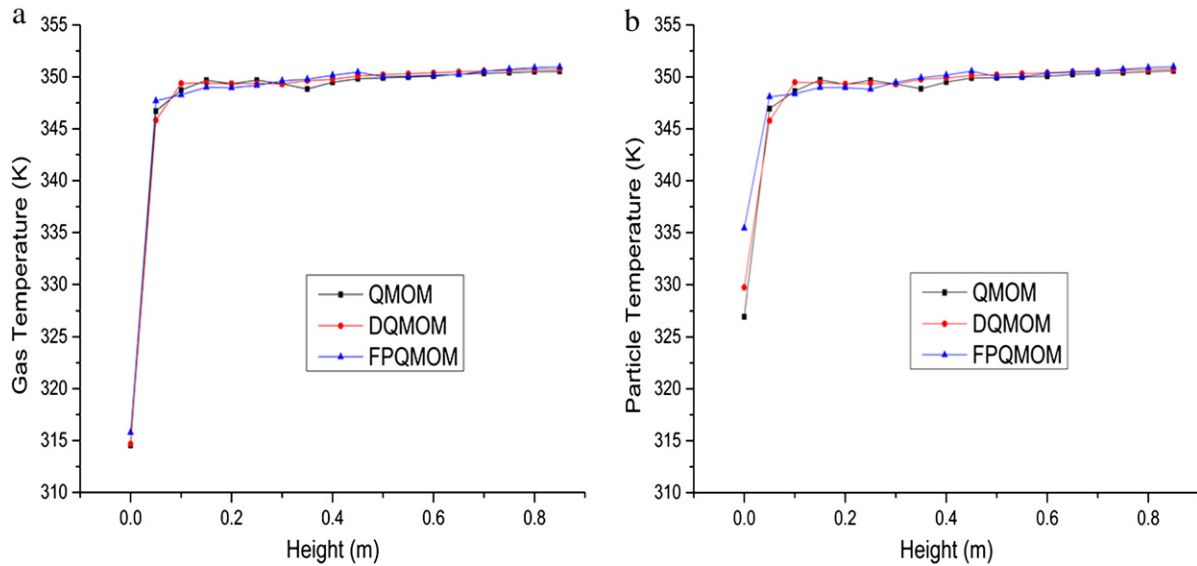 a
355
350
345
340
335
330
325
320
315
310
Gas Temperature (K)
QMOM
DQMOM
FPQMOM
0.0 0.2 0.4 0.6 0.8
Height (m)
b
355
350
345
340
335
330
325
320
315
310
Particle Temperature (K)
QMOM
DQMOM
FPQMOM
0.0 0.2 0.4 0.6 0.8
Height (m)